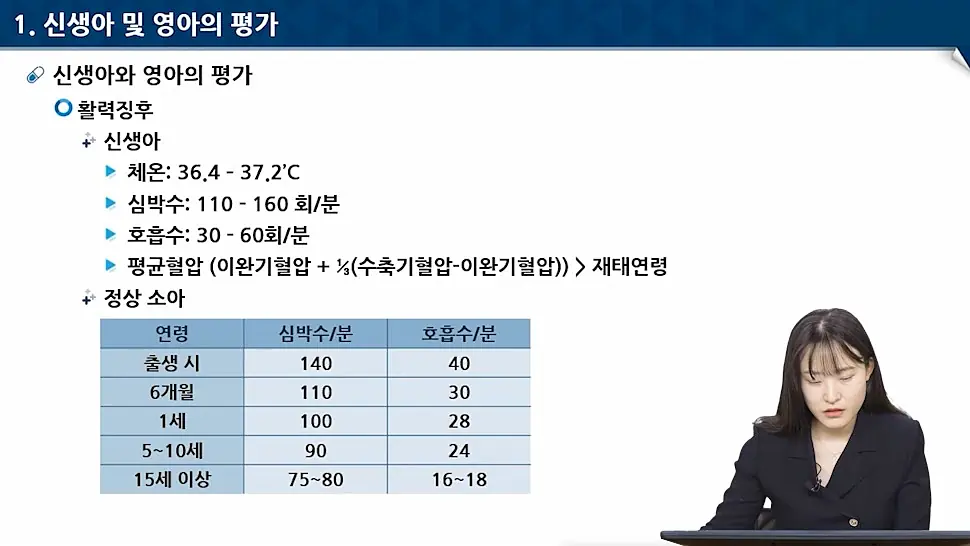 1. 신생아 및 영아의 평가
신생아와 영아의 평가
활력징후
신생아
체온: 36.4 - 37.2'C
심박수: 110 - 160 회/분
호흡수: 30 - 60회/분
평균혈압 (이완기혈압 + ⅓(수축기혈압-이완기혈압)) > 재태연령
정상 소아
연령 심박수/분 호흡수/분
출생 시 140 40
6개월 110 30
1세 100 28
5~10세 90 24
15세 이상 75~80 16~18